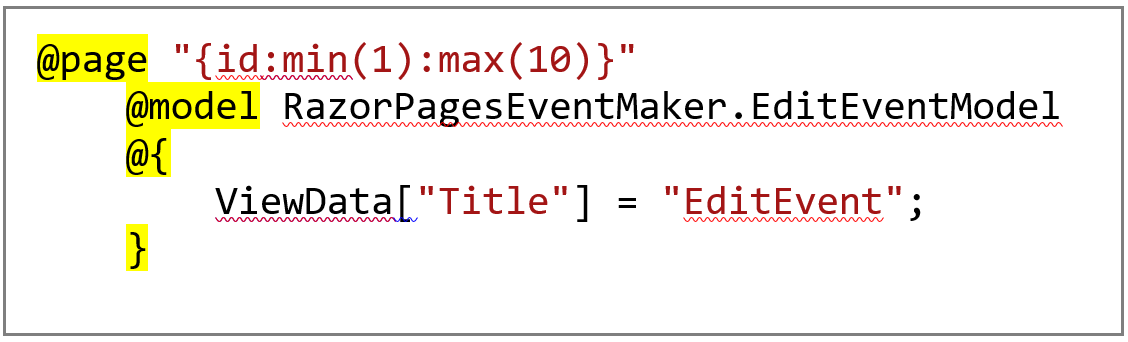 @page "{id:min(1):max(10)}"
@model RazorPagesEventMaker.EditEventModel
@{
ViewData["Title"] = "EditEvent";
}